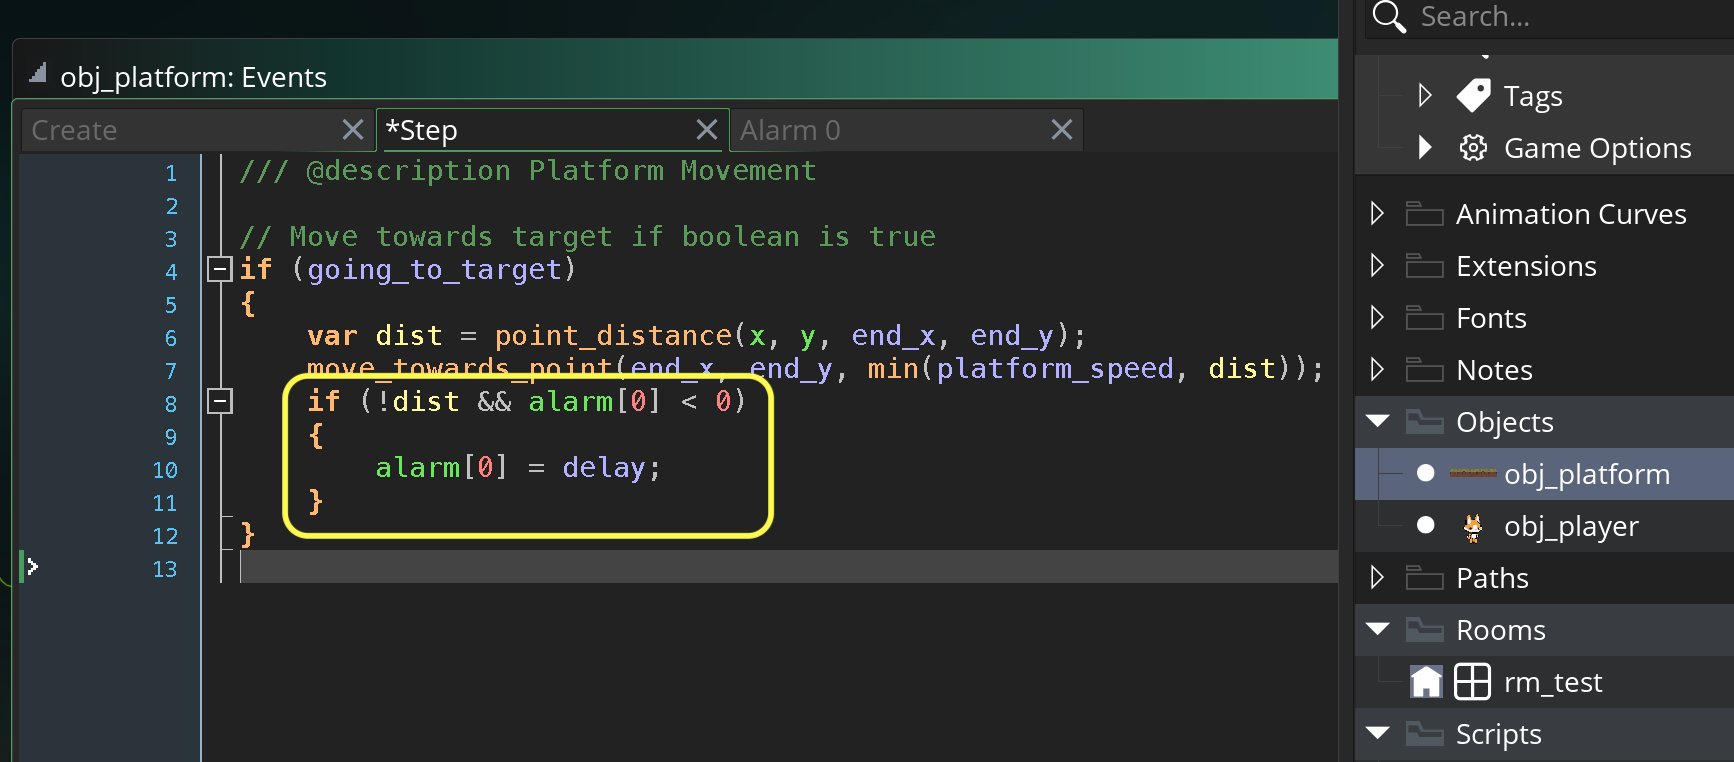 Search...
obj_platform: Events
Create
*Step
Alarm 0
1 /// @description Platform Movement
2
3 // Move towards target if boolean is true
4 if (going_to_target)
5 {
6 var dist = point_distance(x, y, end_x, end_y);
7 move_towards_point(end_x, end_y, min(platform_speed, dist));
8 if (!dist && alarm[0] < 0)
9 {
10 alarm[0] = delay;
11 }
12 }
13
Tags
Game Options
Animation Curves
Extensions
Fonts
Notes
Objects
obj_platform
obj_player
Paths
Rooms
rm_test
Scripts